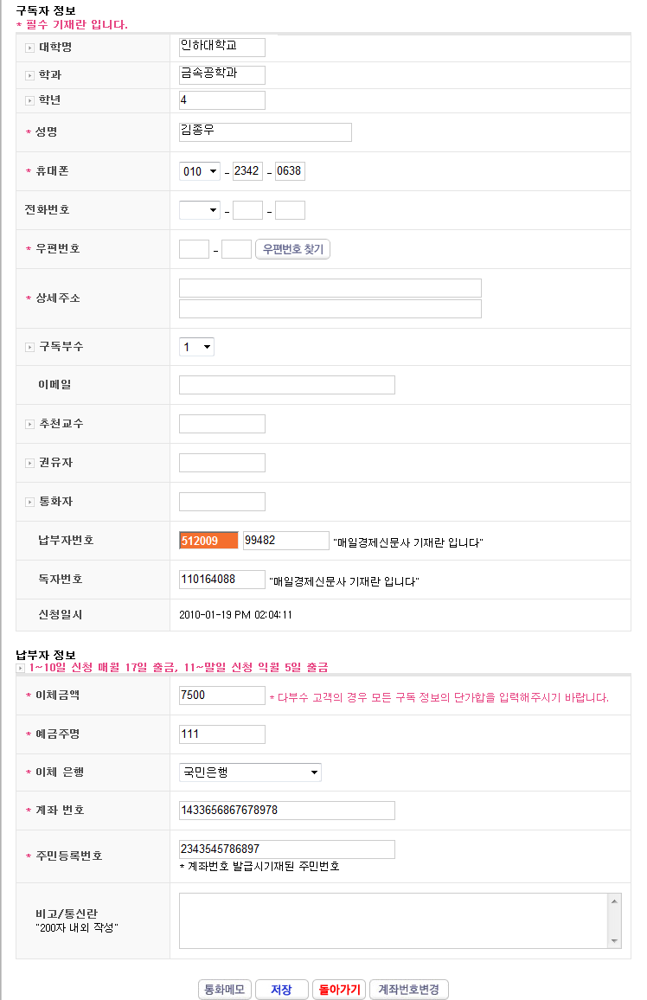 구독자 정보
* 필수 기재란 입니다.
대학명 인하대학교
학과 금속공학과
학년 4
* 성명 김종우
* 휴대폰 010 - 2342 - 0638
전화번호 - -
* 우편번호 - 우편번호 찾기
* 상세주소
구독부수 1
이메일
추천교수
권유자
통화자
납부자번호 512009 99482 "매일경제신문사 기재란 입니다"
독자번호 110164088 "매일경제신문사 기재란 입니다"
신청일시 2010-01-19 PM 02:04:11
납부자 정보
1~10일 신청 매월 17일 출금, 11~말일 신청 익월 5일 출금
* 이체금액 7500 * 다부수 고객의 경우 모든 구독 정보의 단가합을 입력해주시기 바랍니다.
* 예금주명 111
* 이체 은행 국민은행
* 계좌 번호 1433656867678978
* 주민등록번호 2343545786897
* 계좌번호 발급시기재된 주민번호
비고/통신란
"200자 내외 작성"
통화메모 저장 돌아가기 계좌번호변경